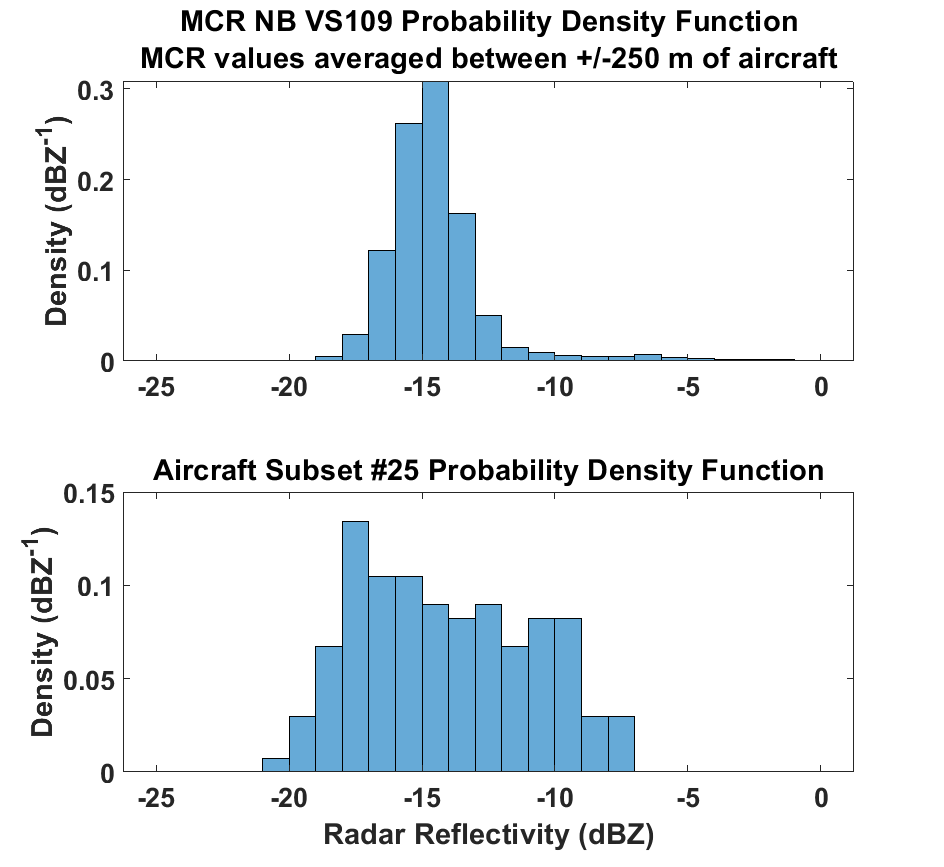 MCR NB VS109 Probability Density Function
MCR values averaged between +/-250 m of aircraft
Density (dBZ⁻¹)
0.3
0.2
0.1
0
-25 -20 -15 -10 -5 0
Aircraft Subset #25 Probability Density Function
Density (dBZ⁻¹)
0.15
0.1
0.05
0
-25 -20 -15 -10 -5 0
Radar Reflectivity (dBZ)